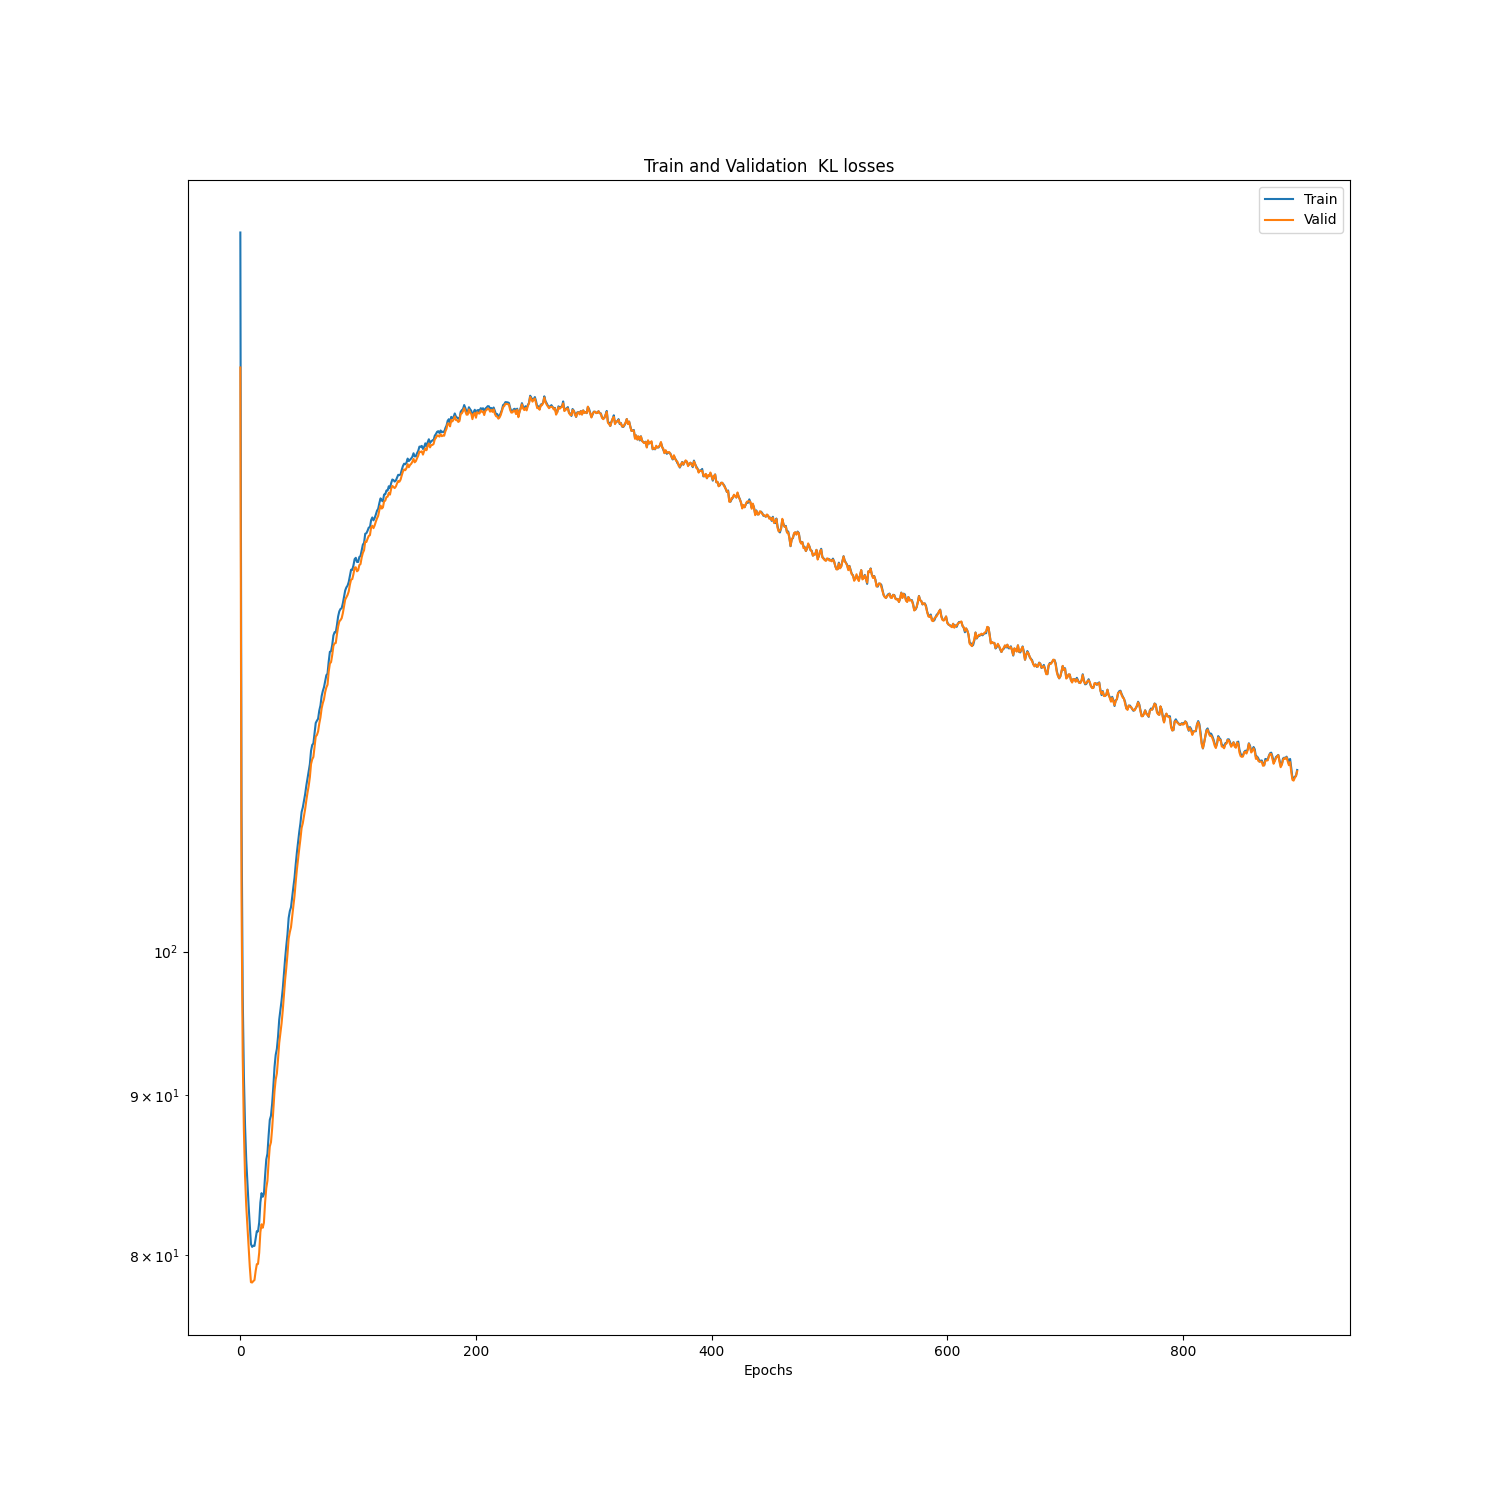 Train and Validation  KL losses
Train
Valid
10²
9 × 10¹
8 × 10¹
0
200
400
600
800
Epochs